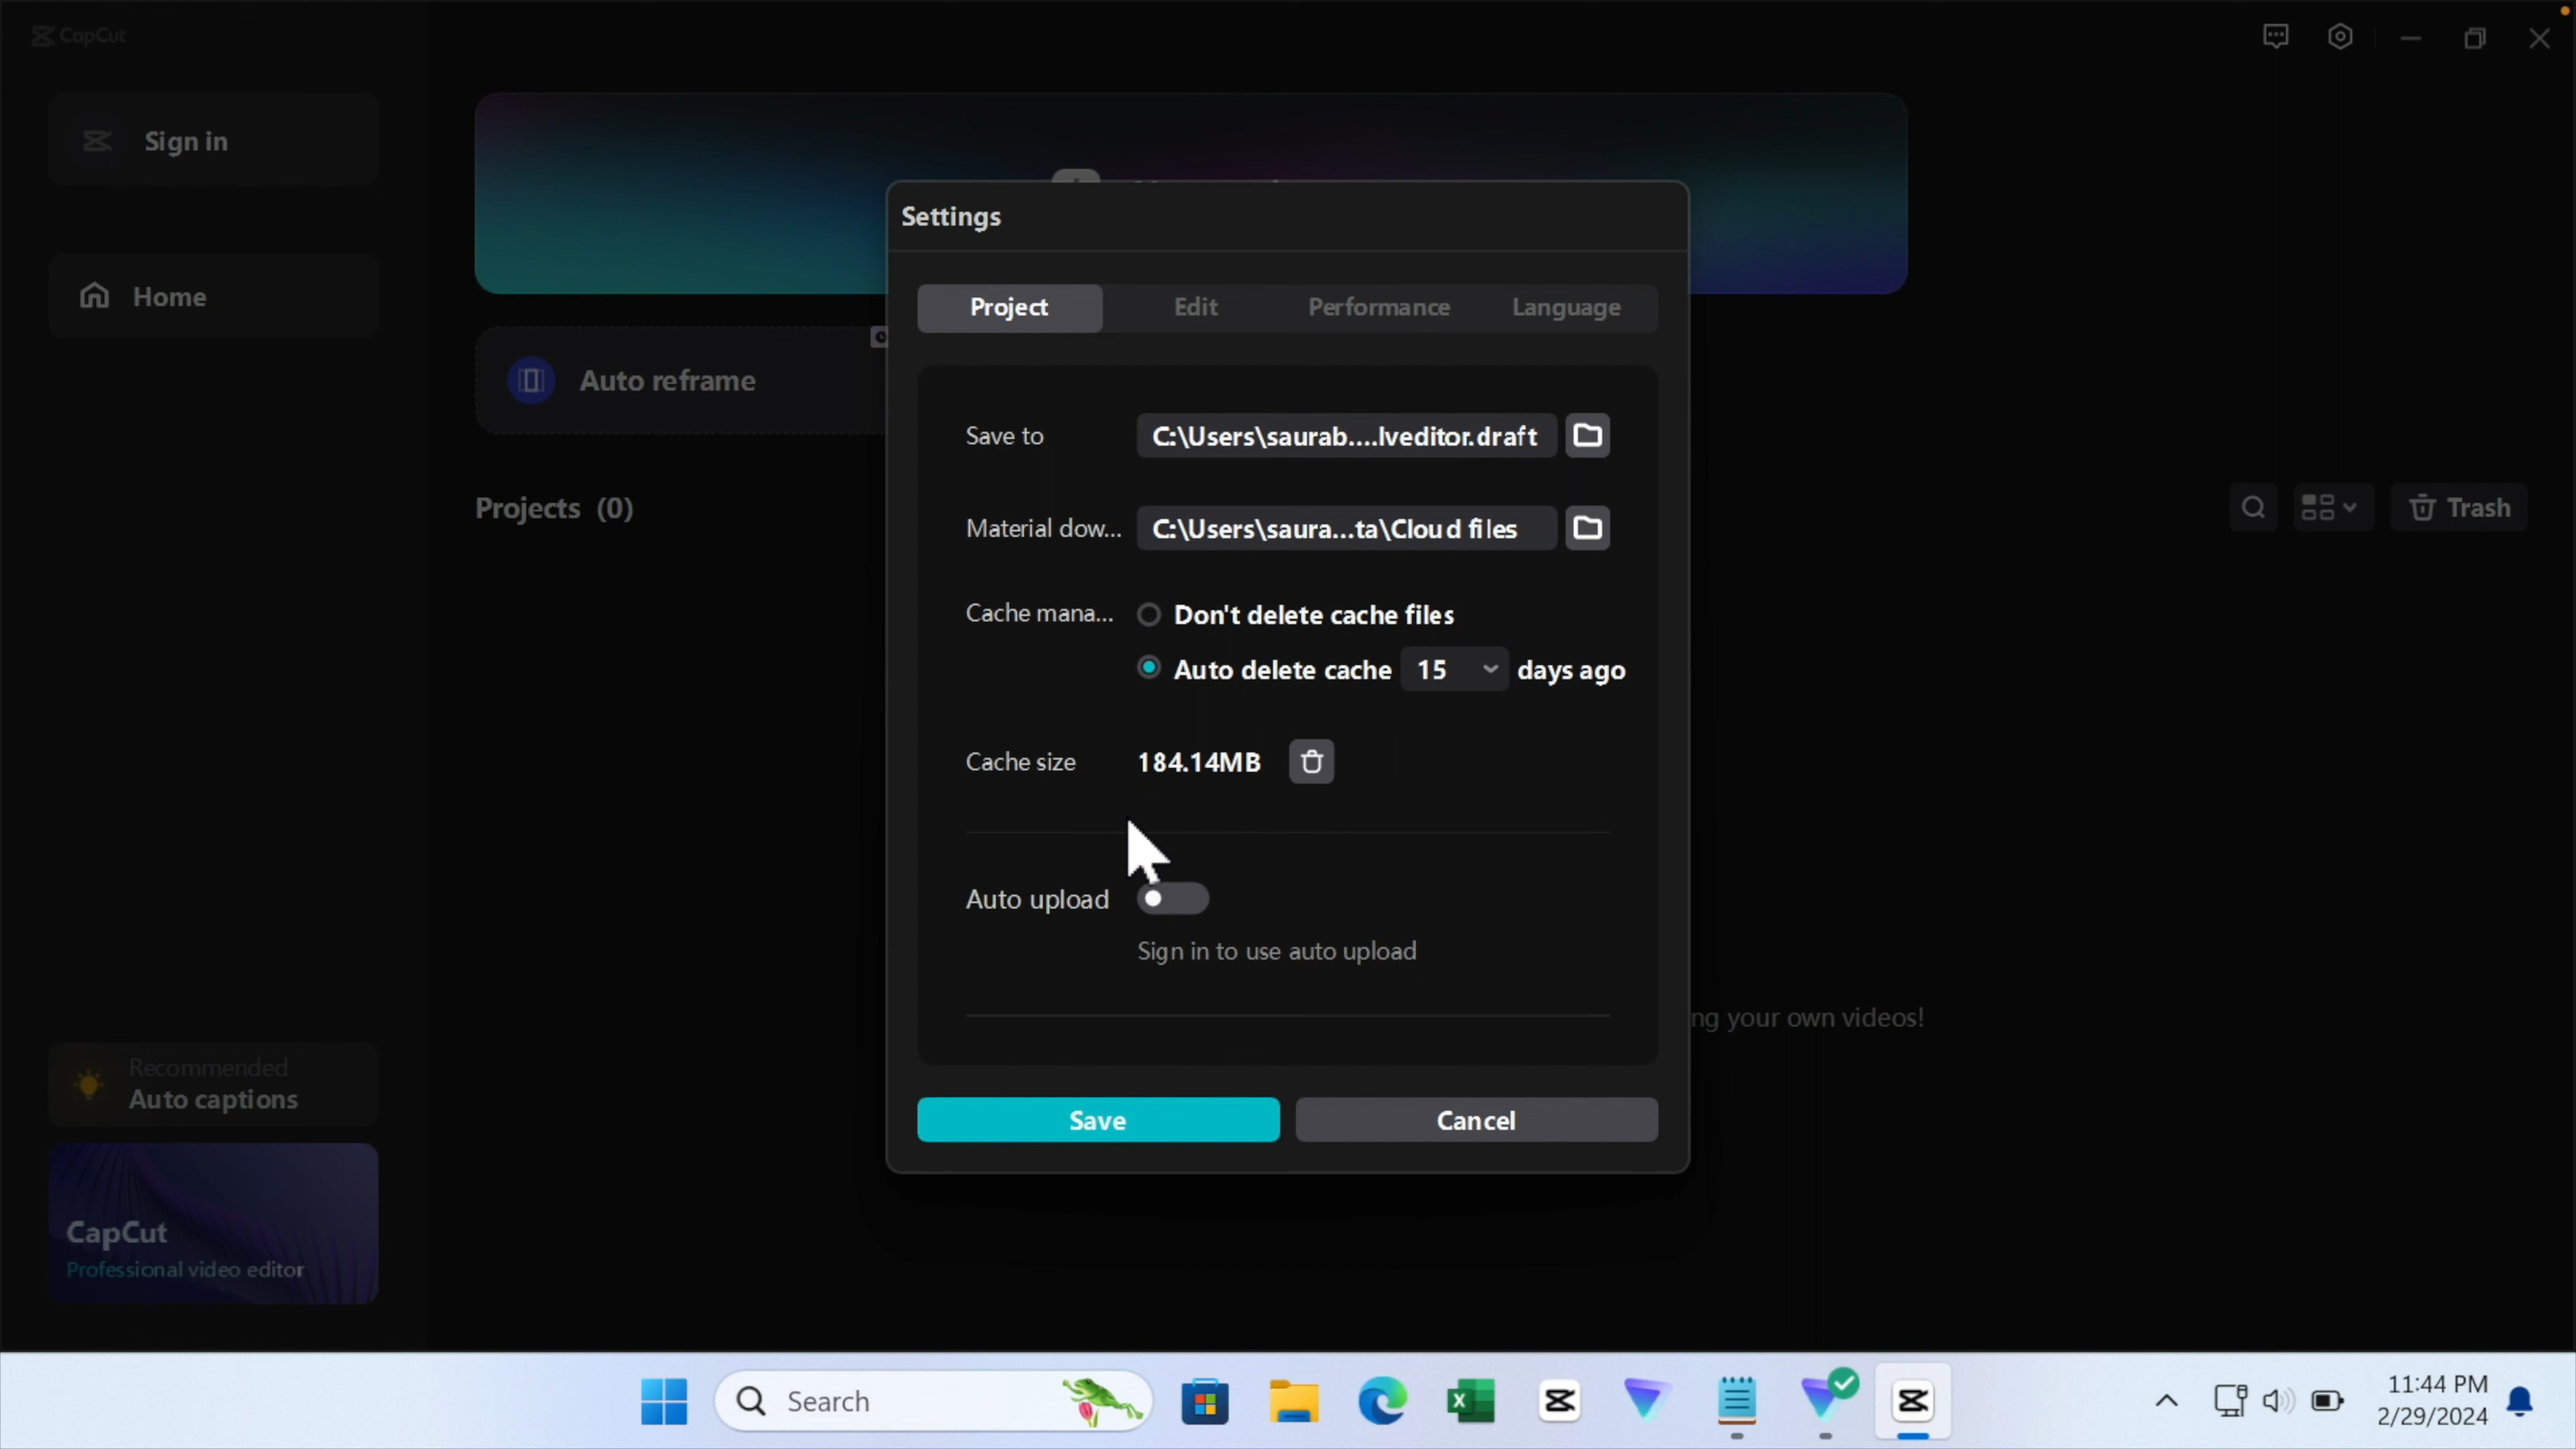 CapCut
Sign in
Home
Auto reframe
Projects (0)
Trash
Settings
Project Edit Performance Language
Save to C:\Users\saurab....lveditor.draft
Material dow... C:\Users\saura...ta\Cloud files
Cache mana... Don't delete cache files
Auto delete cache 15 days ago
Cache size 184.14MB
Auto upload
Sign in to use auto upload
ng your own videos!
Save Cancel
Recommended
Auto captions
CapCut
Professional video editor
Search
11:44 PM
2/29/2024